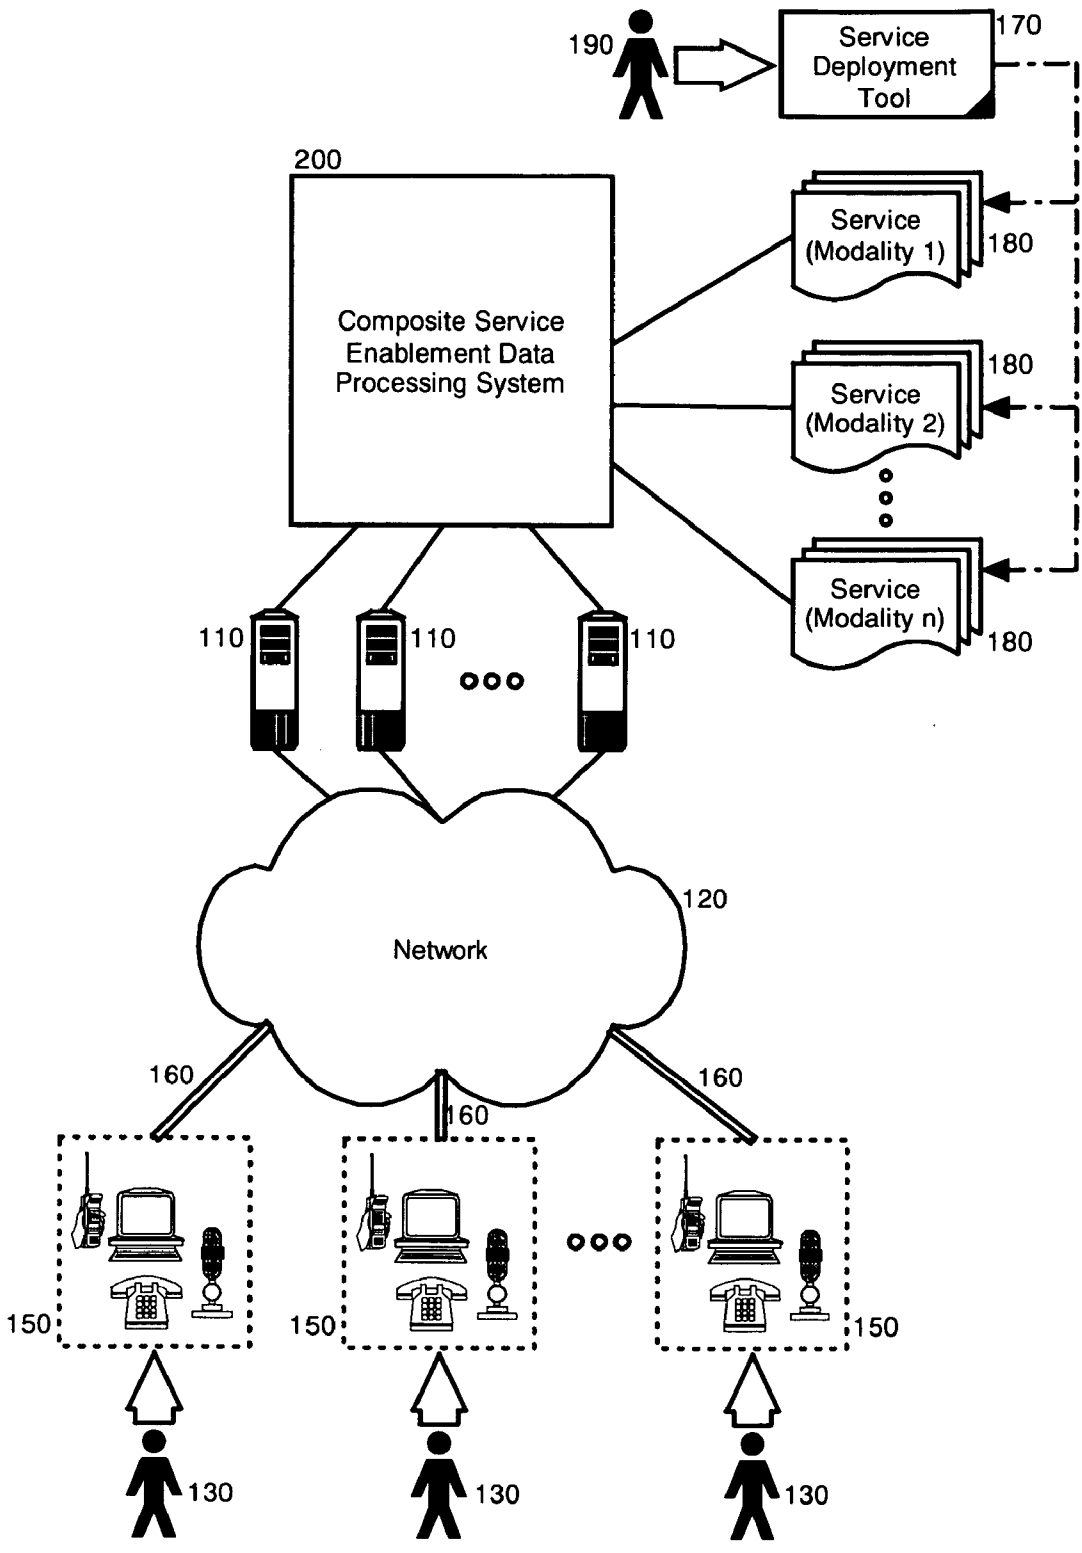 190
Service
Deployment
Tool
170
200
Composite Service
Enablement Data
Processing System
Service
(Modality 1)
180
Service
(Modality 2)
180
Service
(Modality n)
180
110
110
110
Network
120
160
160
160
150
150
150
130
130
130